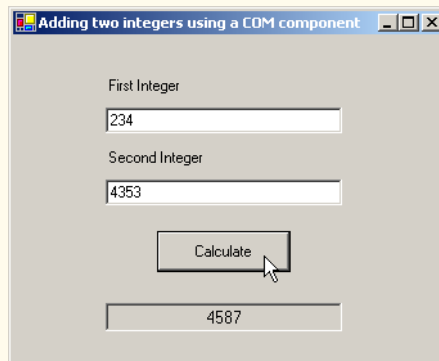 Adding two integers using a COM component
First Integer
234
Second Integer
4353
Calculate
4587